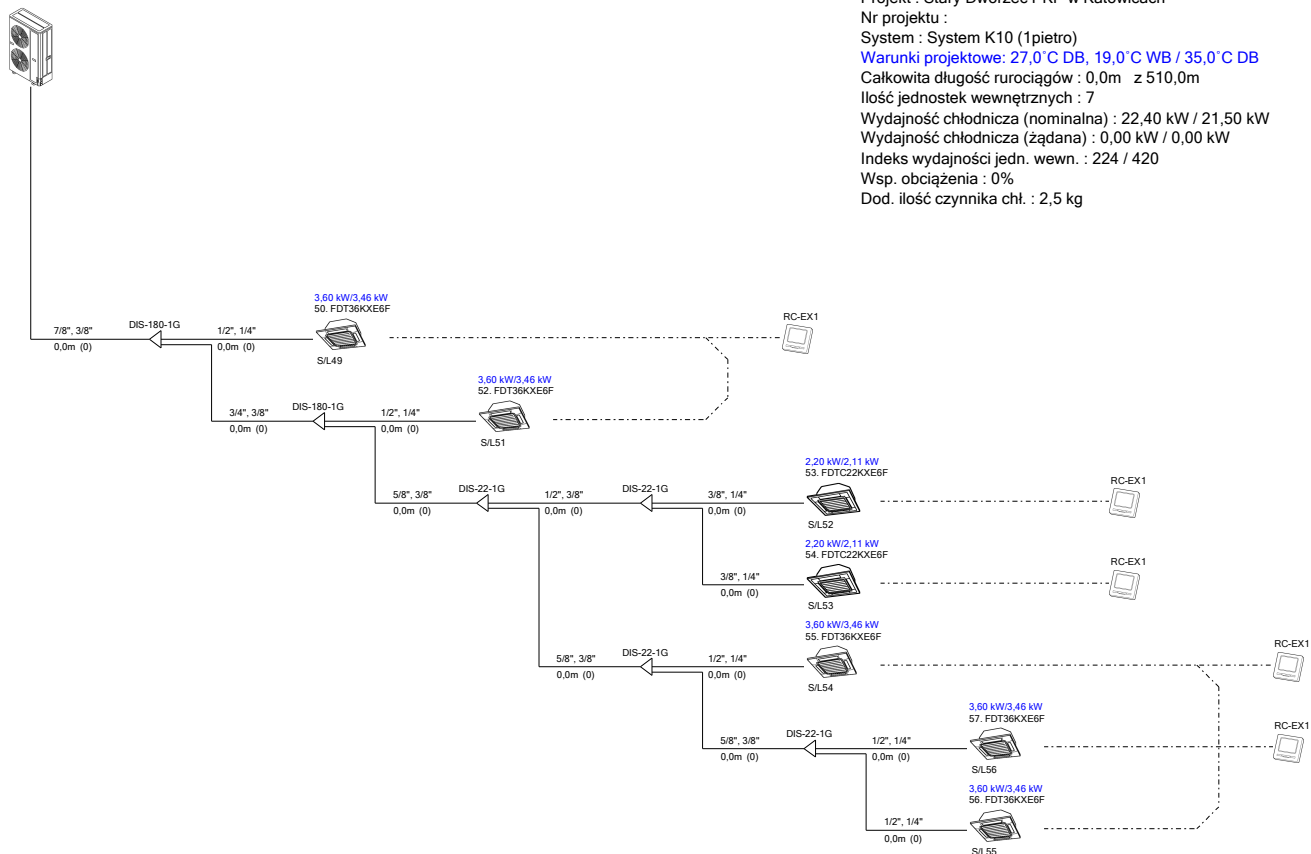 Projekt : Stary Dworzec PKP w Katowicach
Nr projektu :
System : System K10 (1pietro)
Warunki projektowe: 27,0˚C DB, 19,0˚C WB / 35,0˚C DB
Całkowita długość rurociągów : 0,0m z 510,0m
Ilość jednostek wewnętrznych : 7
Wydajność chłodnicza (nominalna) : 22,40 kW / 21,50 kW
Wydajność chłodnicza (żądana) : 0,00 kW / 0,00 kW
Indeks wydajności jedn. wewn. : 224 / 420
Wsp. obciążenia : 0%
Dod. ilość czynnika chł. : 2,5 kg
3,60 kW/3,46 kW
50. FDT36KXE6F
RC-EX1
7/8", 3/8"
DIS-180-1G
1/2", 1/4"
0,0m (0)
0,0m (0)
S/L49
3,60 kW/3,46 kW
52. FDT36KXE6F
3/4", 3/8"
DIS-180-1G
1/2", 1/4"
0,0m (0)
0,0m (0)
S/L51
2,20 kW/2,11 kW
53. FDTC22KXE6F
RC-EX1
5/8", 3/8"
DIS-22-1G
1/2", 3/8"
DIS-22-1G
3/8", 1/4"
0,0m (0)
0,0m (0)
0,0m (0)
S/L52
2,20 kW/2,11 kW
54. FDTC22KXE6F
RC-EX1
3/8", 1/4"
0,0m (0)
S/L53
3,60 kW/3,46 kW
55. FDT36KXE6F
RC-EX1
5/8", 3/8"
DIS-22-1G
1/2", 1/4"
0,0m (0)
0,0m (0)
S/L54
3,60 kW/3,46 kW
57. FDT36KXE6F
RC-EX1
5/8", 3/8"
DIS-22-1G
1/2", 1/4"
0,0m (0)
0,0m (0)
S/L56
3,60 kW/3,46 kW
56. FDT36KXE6F
1/2", 1/4"
0,0m (0)
S/L55